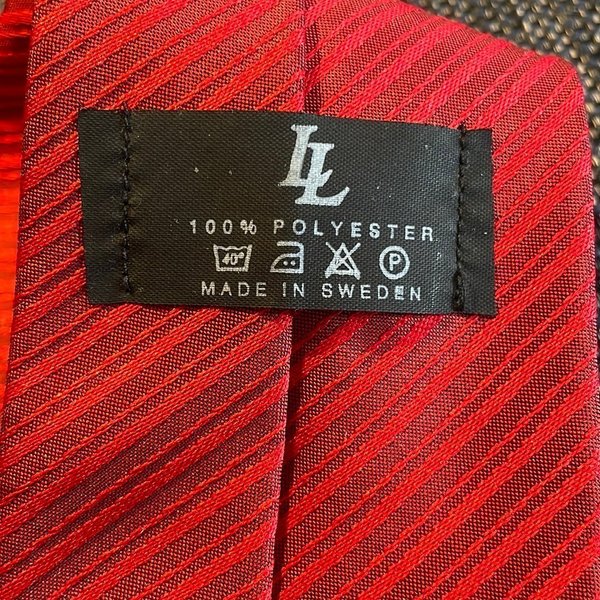 LL
100% POLYESTER
40° P
MADE IN SWEDEN